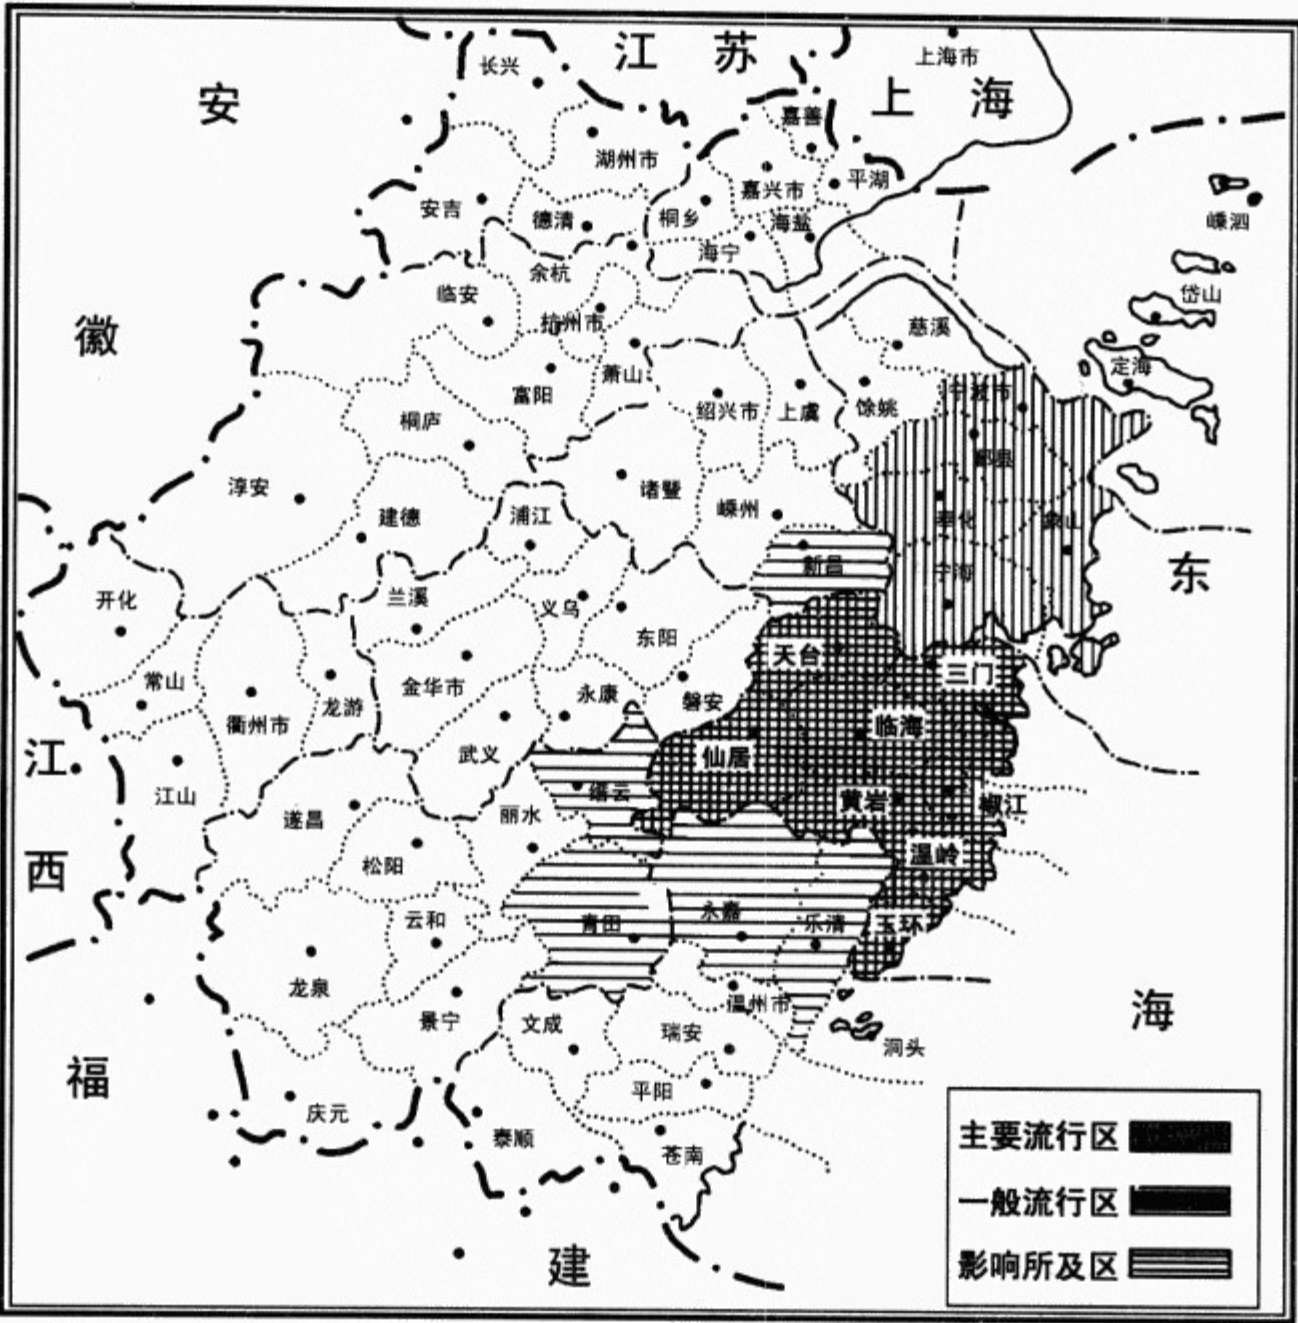 江 苏
长兴
上海市
安
上 海
嘉善
湖州市
嘉兴市
平湖
安吉
德清
桐乡
海盐
嵊泗
海宁
余杭
临安
岱山
杭州市
慈溪
徽
定海
萧山
富阳
宁波市
绍兴市
上虞
馀姚
桐庐
鄞县
淳安
诸暨
建德
浦江
嵊州
奉化
象山
新昌
宁海
东
开化
兰溪
义乌
东阳
天台
三门
常山
金华市
永康
磐安
龙游
衢州市
临海
武义
仙居
江
江山
缙云
黄岩
椒江
遂昌
丽水
温岭
松阳
西
云和
青田
永嘉
乐清
玉环
龙泉
温州市
景宁
文成
瑞安
海
洞头
福
平阳
庆元
泰顺
苍南
建
主要流行区
一般流行区
影响所及区